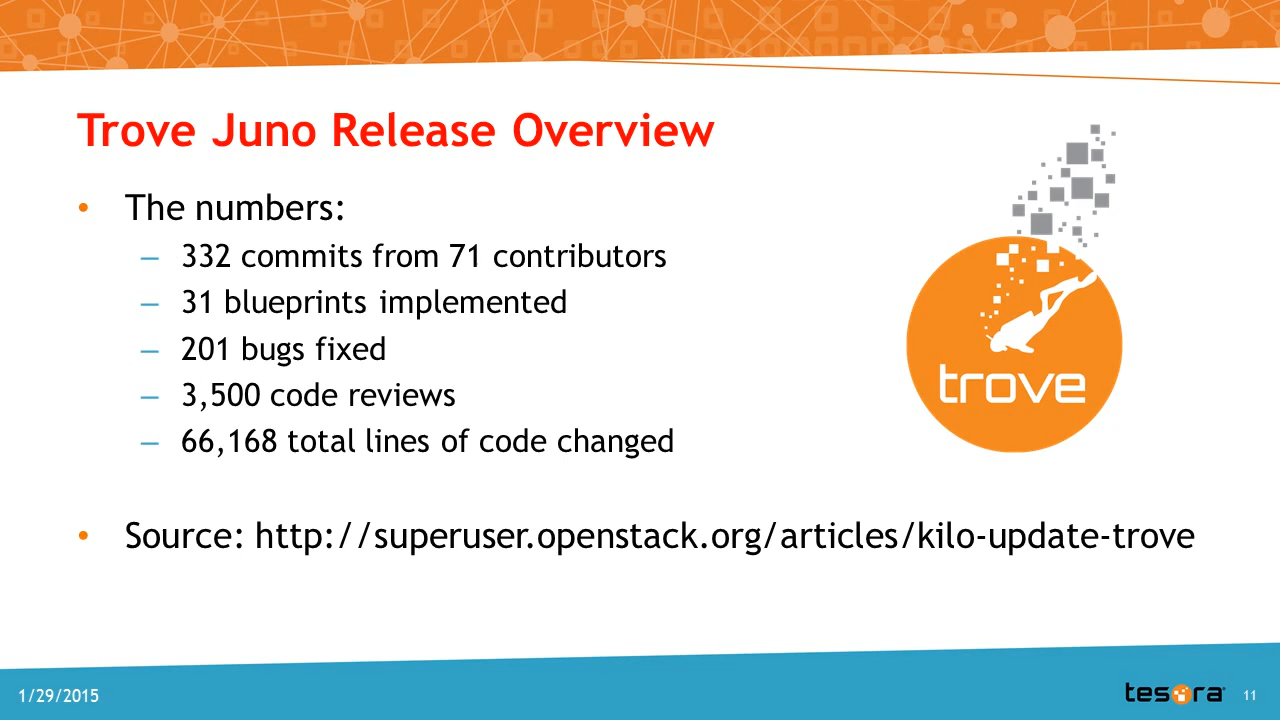 Trove Juno Release Overview
• The numbers:
– 332 commits from 71 contributors
– 31 blueprints implemented
– 201 bugs fixed
– 3,500 code reviews
– 66,168 total lines of code changed
trove
• Source: http://superuser.openstack.org/articles/kilo-update-trove
1/29/2015
tesora
11